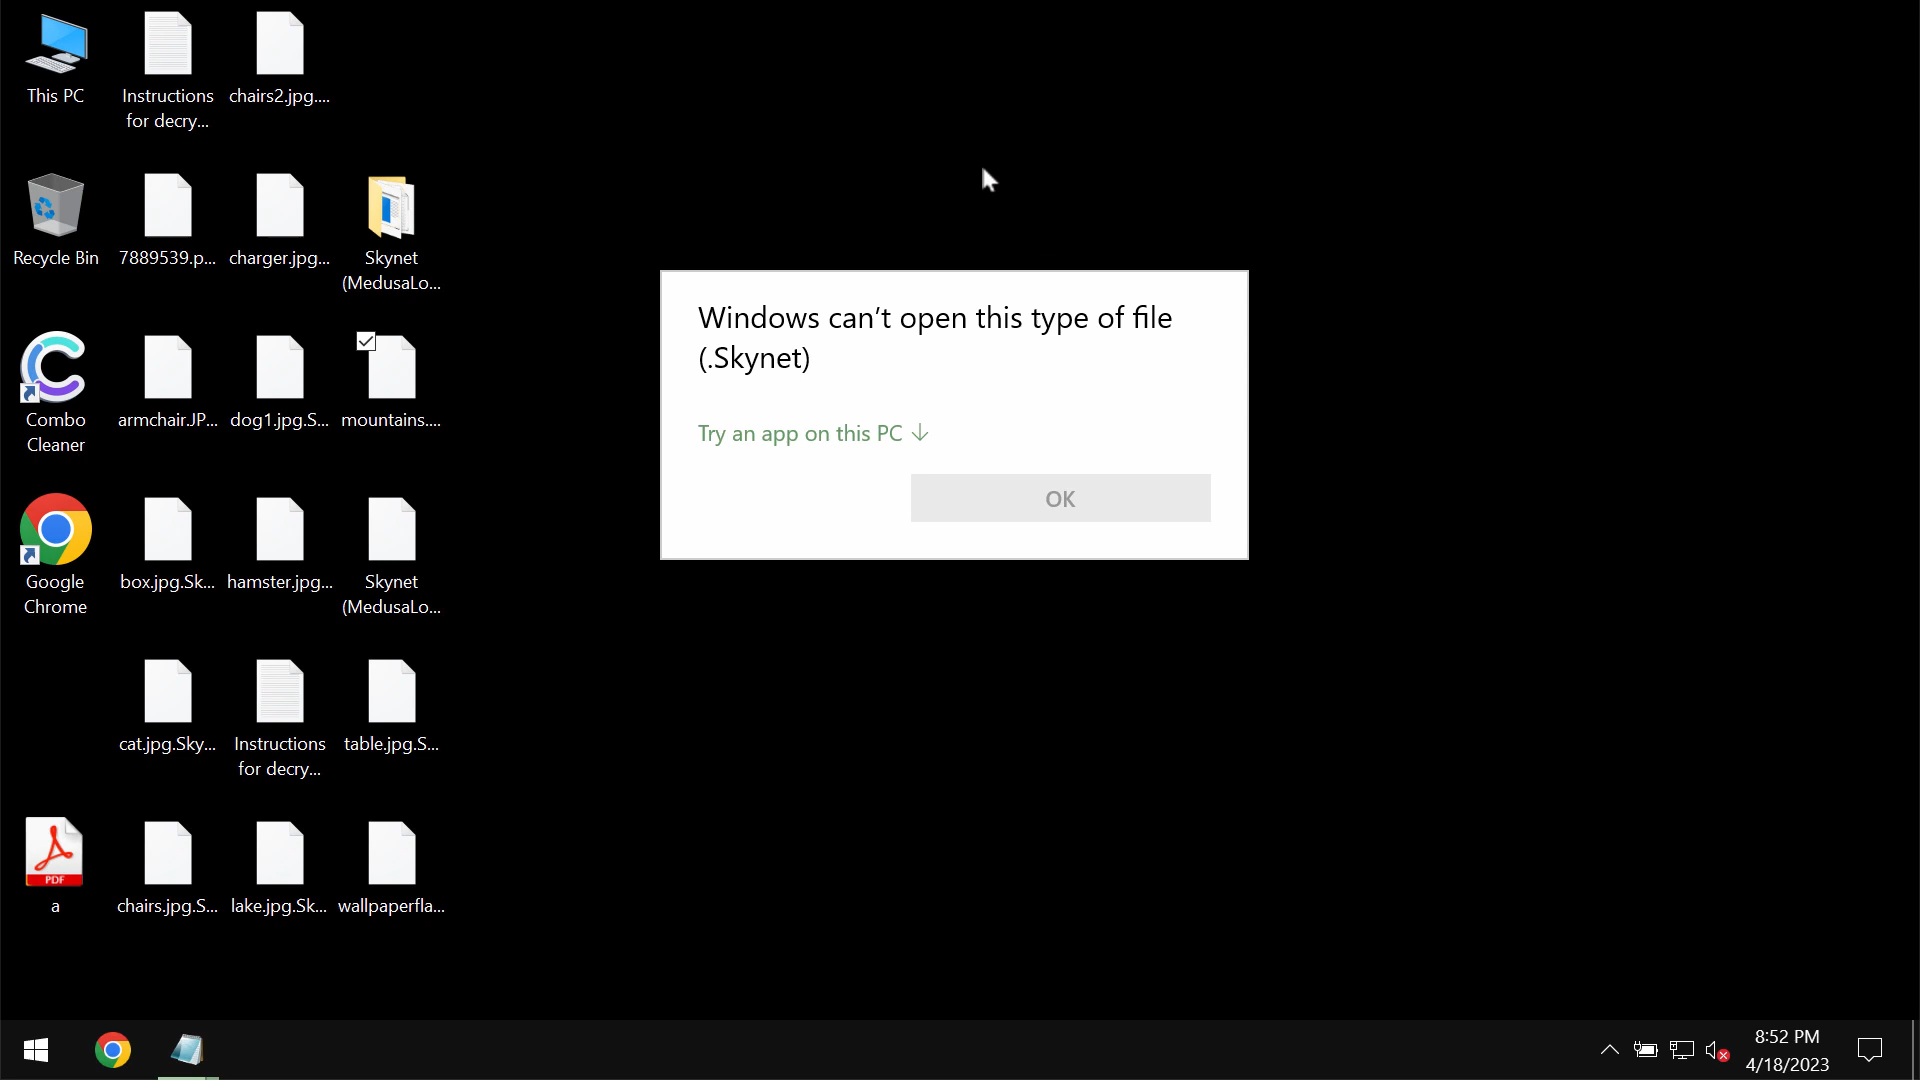 This PC
Instructions
for decry...
chairs2.jpg....
Recycle Bin
7889539.p...
charger.jpg...
Skynet
(MedusaLo...
Combo
Cleaner
armchair.JP...
dog1.jpg.S...
mountains....
Google
Chrome
box.jpg.Sk...
hamster.jpg...
Skynet
(MedusaLo...
cat.jpg.Sky...
Instructions
for decry...
table.jpg.S...
PDF
a
chairs.jpg.S...
lake.jpg.Sk...
wallpaperfla...
Windows can't open this type of file
(.Skynet)
Try an app on this PC
OK
8:52 PM
4/18/2023